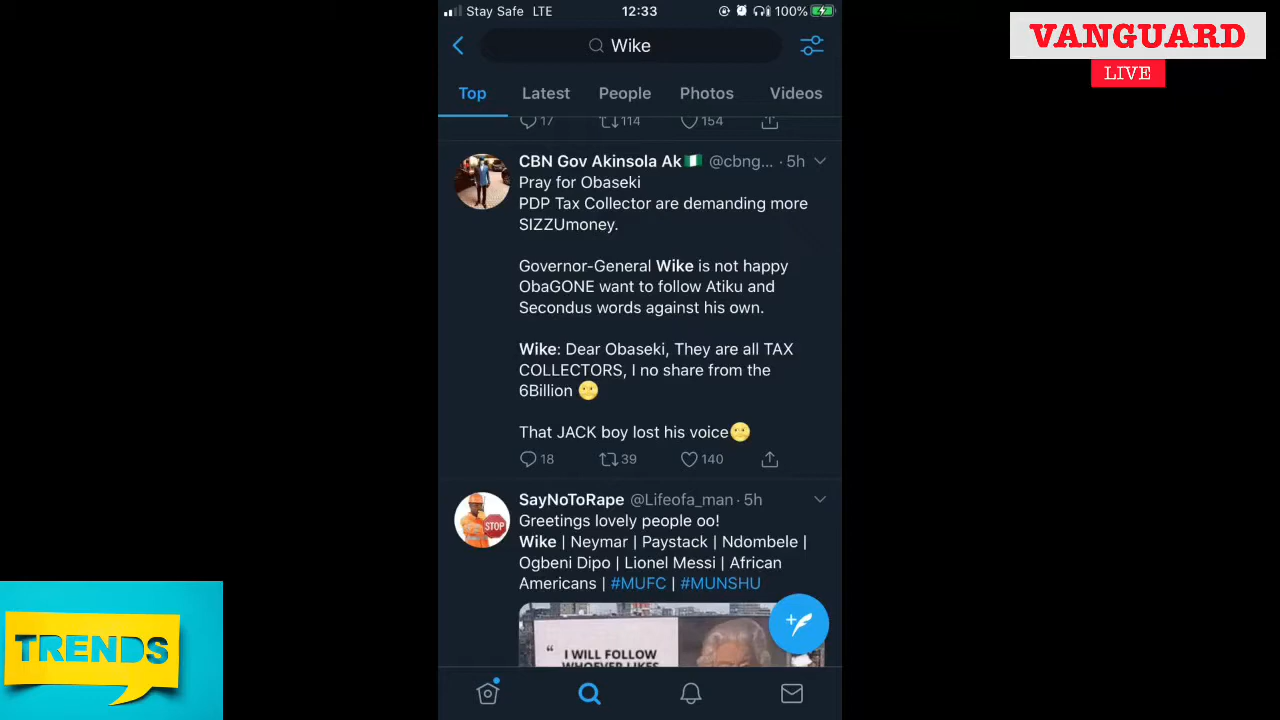 Stay Safe LTE 12:33 100%
VANGUARD
LIVE
Wike
Top Latest People Photos Videos
17 114 154
CBN Gov Akinsola Ak @cbng... · 5h
Pray for Obaseki
PDP Tax Collector are demanding more
SIZZUmoney.
Governor-General Wike is not happy
ObaGONE want to follow Atiku and
Secondus words against his own.
Wike: Dear Obaseki, They are all TAX
COLLECTORS, I no share from the
6Billion 😬
That JACK boy lost his voice😬
18 39 140
SayNoToRape @Lifeofa_man · 5h
STOP
Greetings lovely people oo!
Wike | Neymar | Paystack | Ndombele |
Ogbeni Dipo | Lionel Messi | African
Americans | #MUFC | #MUNSHU
“ I WILL FOLLOW
WHOEVER LIKES
TRENDS